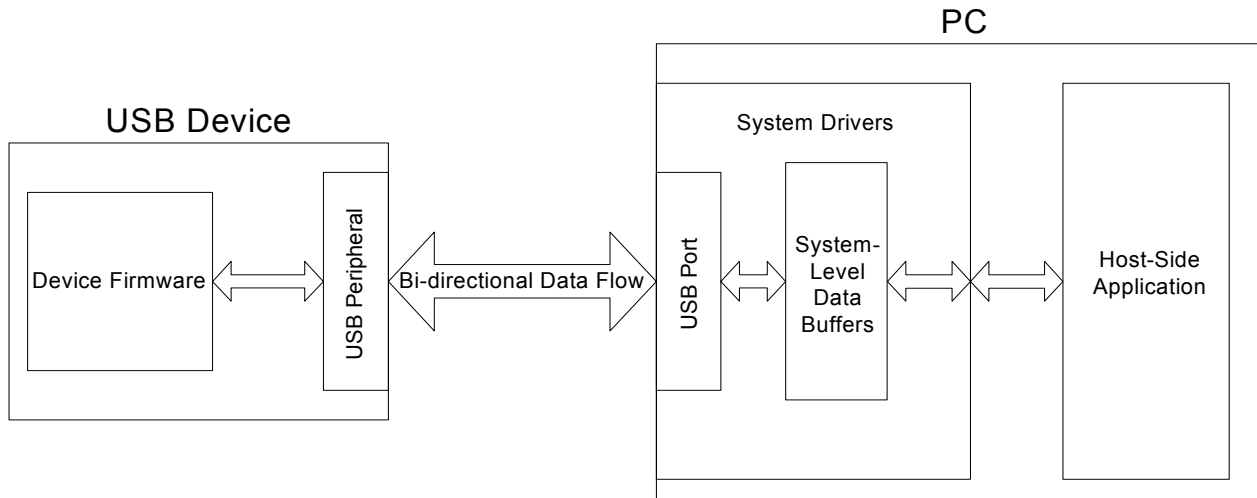 PC
USB Device
System Drivers
Device Firmware
USB Peripheral
Bi-directional Data Flow
USB Port
System-
Level
Data
Buffers
Host-Side
Application